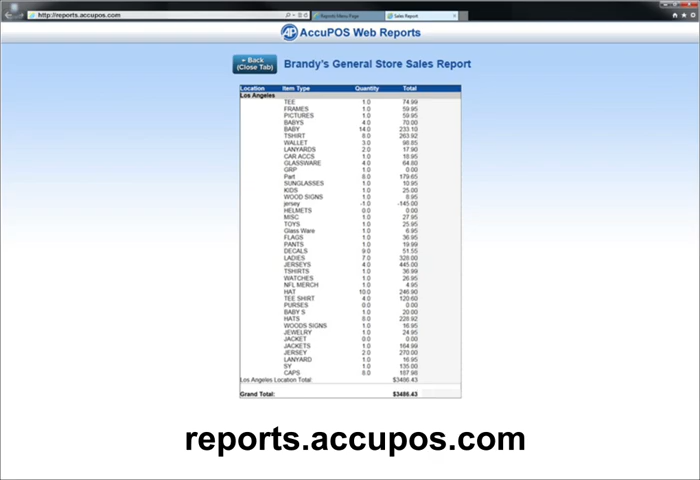 http://reports.accupos.com
Reports Menu Page
Sales Report
AccuPOS Web Reports
Back
(Close Tab)
Brandy's General Store Sales Report
Location Item Type Quantity Total
Los Angeles
TEE 1.0 74.99
FRAMES 1.0 59.95
PICTURES 1.0 59.95
BABYS 4.0 70.00
BABY 14.0 233.10
TSHIRT 8.0 263.92
WALLET 3.0 98.85
LANYARDS 2.0 17.90
CAR ACCS 1.0 18.95
GLASSWARE 4.0 64.80
GRP 1.0 0.00
Part 8.0 179.65
SUNGLASSES 1.0 10.95
KIDS 1.0 25.00
WOOD SIGNS 1.0 8.95
jersey -1.0 -145.00
HELMETS 0.0 0.00
MISC 1.0 27.95
TOYS 1.0 25.95
Glass Ware 1.0 6.95
FLAGS 1.0 36.95
PANTS 1.0 19.99
DECALS 9.0 51.55
LADIES 7.0 328.00
JERSEYS 4.0 445.00
TSHIRTS 1.0 36.99
WATCHES 1.0 26.95
NFL MERCH 1.0 4.95
HAT 10.0 246.90
TEE SHIRT 4.0 120.60
PURSES 0.0 0.00
BABY S 1.0 20.00
HATS 8.0 228.92
WOODS SIGNS 1.0 16.95
JEWELRY 1.0 24.95
JACKET 0.0 0.00
JACKETS 1.0 164.99
JERSEY 2.0 270.00
LANYARD 1.0 16.95
SY 1.0 135.00
CAPS 8.0 187.98
Los Angeles Location Total: $3486.43
Grand Total: $3486.43
reports.accupos.com